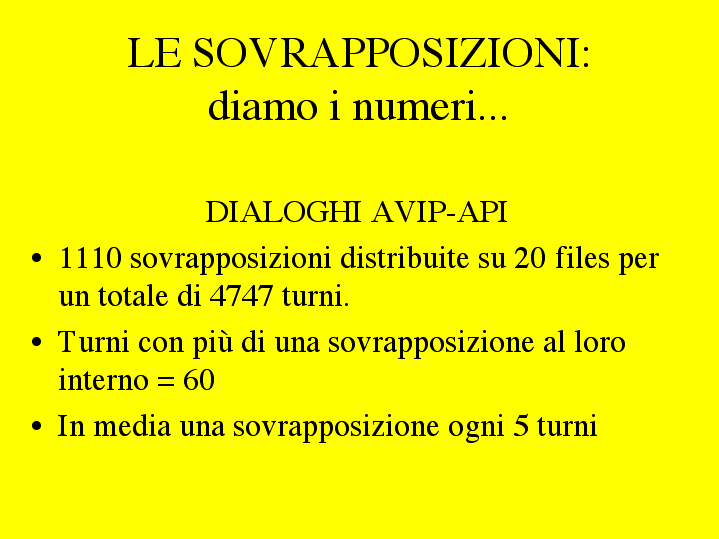 LE SOVRAPPOSIZIONI:
diamo i numeri...
DIALOGHI AVIP-API
• 1110 sovrapposizioni distribuite su 20 files per
un totale di 4747 turni.
• Turni con più di una sovrapposizione al loro
interno = 60
• In media una sovrapposizione ogni 5 turni